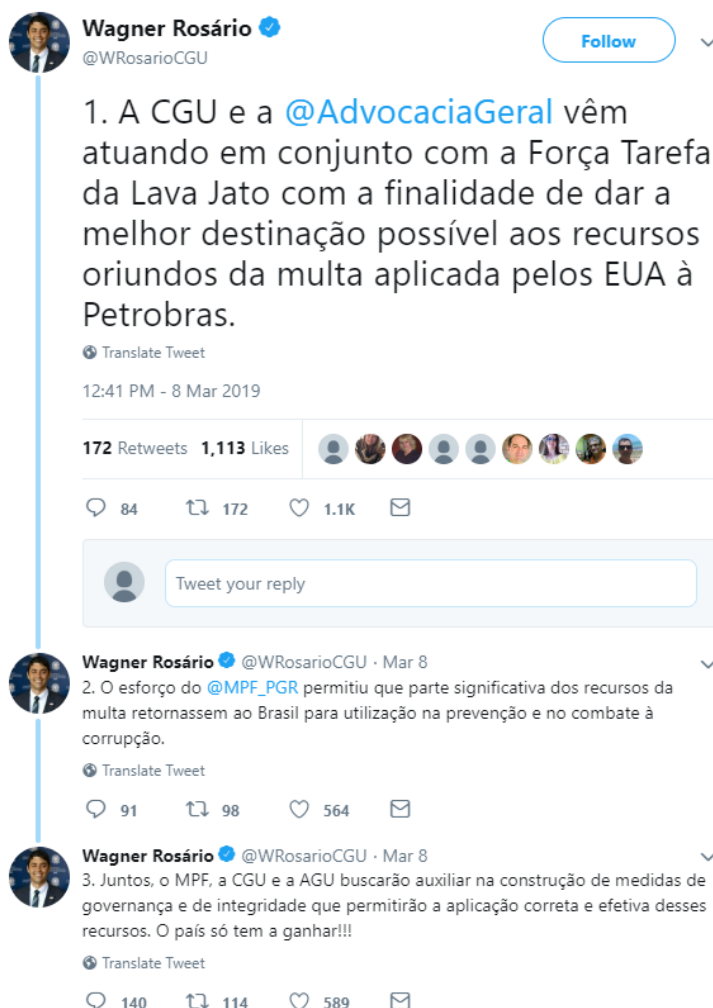 Wagner Rosário
@WRosarioCGU
Follow
1. A CGU e a @AdvocaciaGeral vêm
atuando em conjunto com a Força Tarefa
da Lava Jato com a finalidade de dar a
melhor destinação possível aos recursos
oriundos da multa aplicada pelos EUA à
Petrobras.
Translate Tweet
12:41 PM - 8 Mar 2019
172 Retweets 1,113 Likes
84 172 1.1K
Tweet your reply
Wagner Rosário @WRosarioCGU · Mar 8
2. O esforço do @MPF_PGR permitiu que parte significativa dos recursos da
multa retornassem ao Brasil para utilização na prevenção e no combate à
corrupção.
Translate Tweet
91 98 564
Wagner Rosário @WRosarioCGU · Mar 8
3. Juntos, o MPF, a CGU e a AGU buscarão auxiliar na construção de medidas de
governança e de integridade que permitirão a aplicação correta e efetiva desses
recursos. O país só tem a ganhar!!!
Translate Tweet
140 114 589